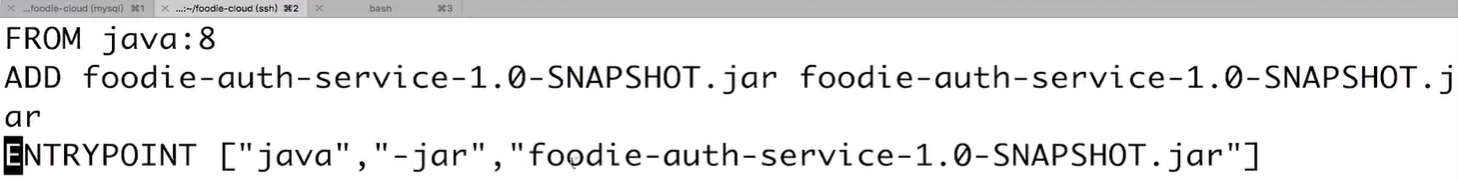 ...foodie-cloud (mysql) ⌘1 ...:~/foodie-cloud (ssh) ⌘2 bash ⌘3
FROM java:8
ADD foodie-auth-service-1.0-SNAPSHOT.jar foodie-auth-service-1.0-SNAPSHOT.j
ar
ENTRYPOINT ["java","-jar","foodie-auth-service-1.0-SNAPSHOT.jar"]